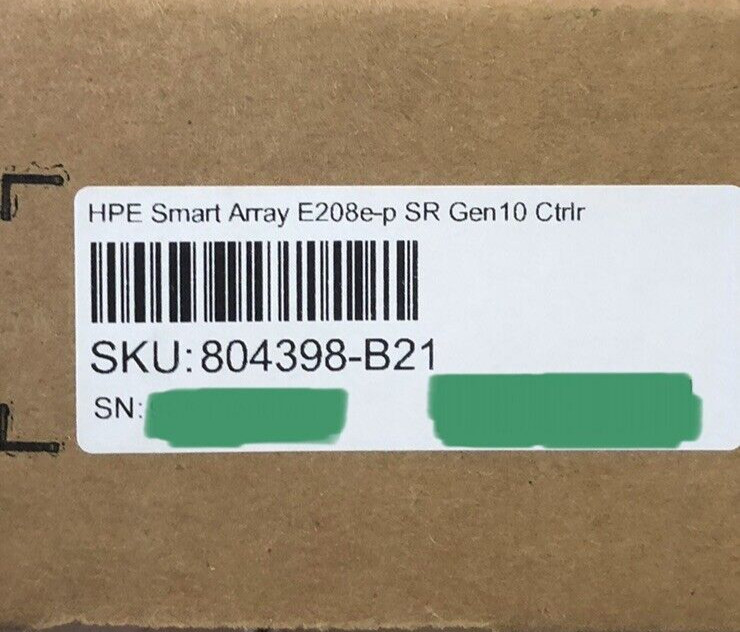 HPE Smart Array E208e-p SR Gen10 Ctrlr
SKU:804398-B21
SN: